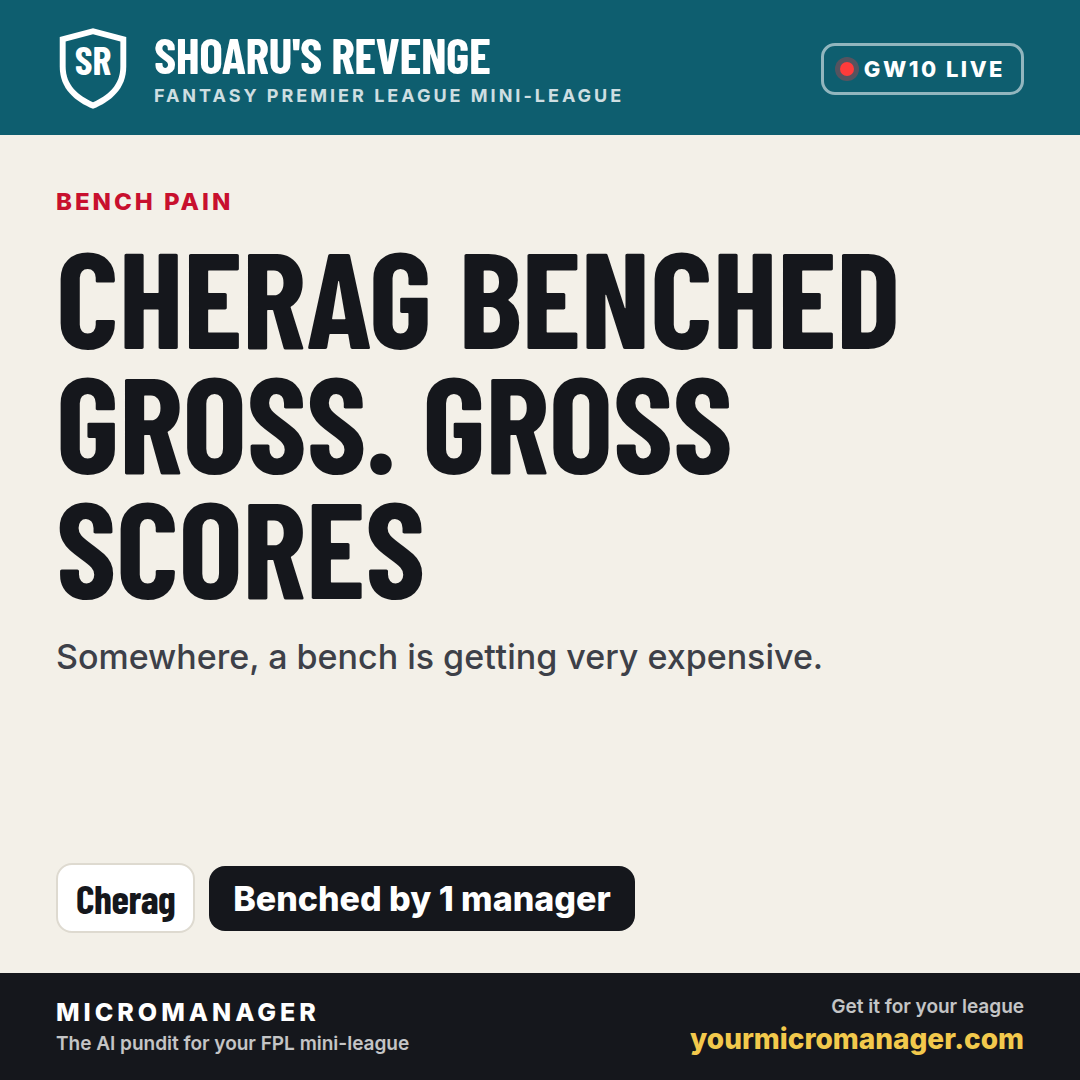 SR
SHOARU'S REVENGE
FANTASY PREMIER LEAGUE MINI-LEAGUE
GW10 LIVE
BENCH PAIN
CHERAG BENCHED
GROSS. GROSS
SCORES
Somewhere, a bench is getting very expensive.
Cherag
Benched by 1 manager
MICROMANAGER
The AI pundit for your FPL mini-league
Get it for your league
yourmicromanager.com